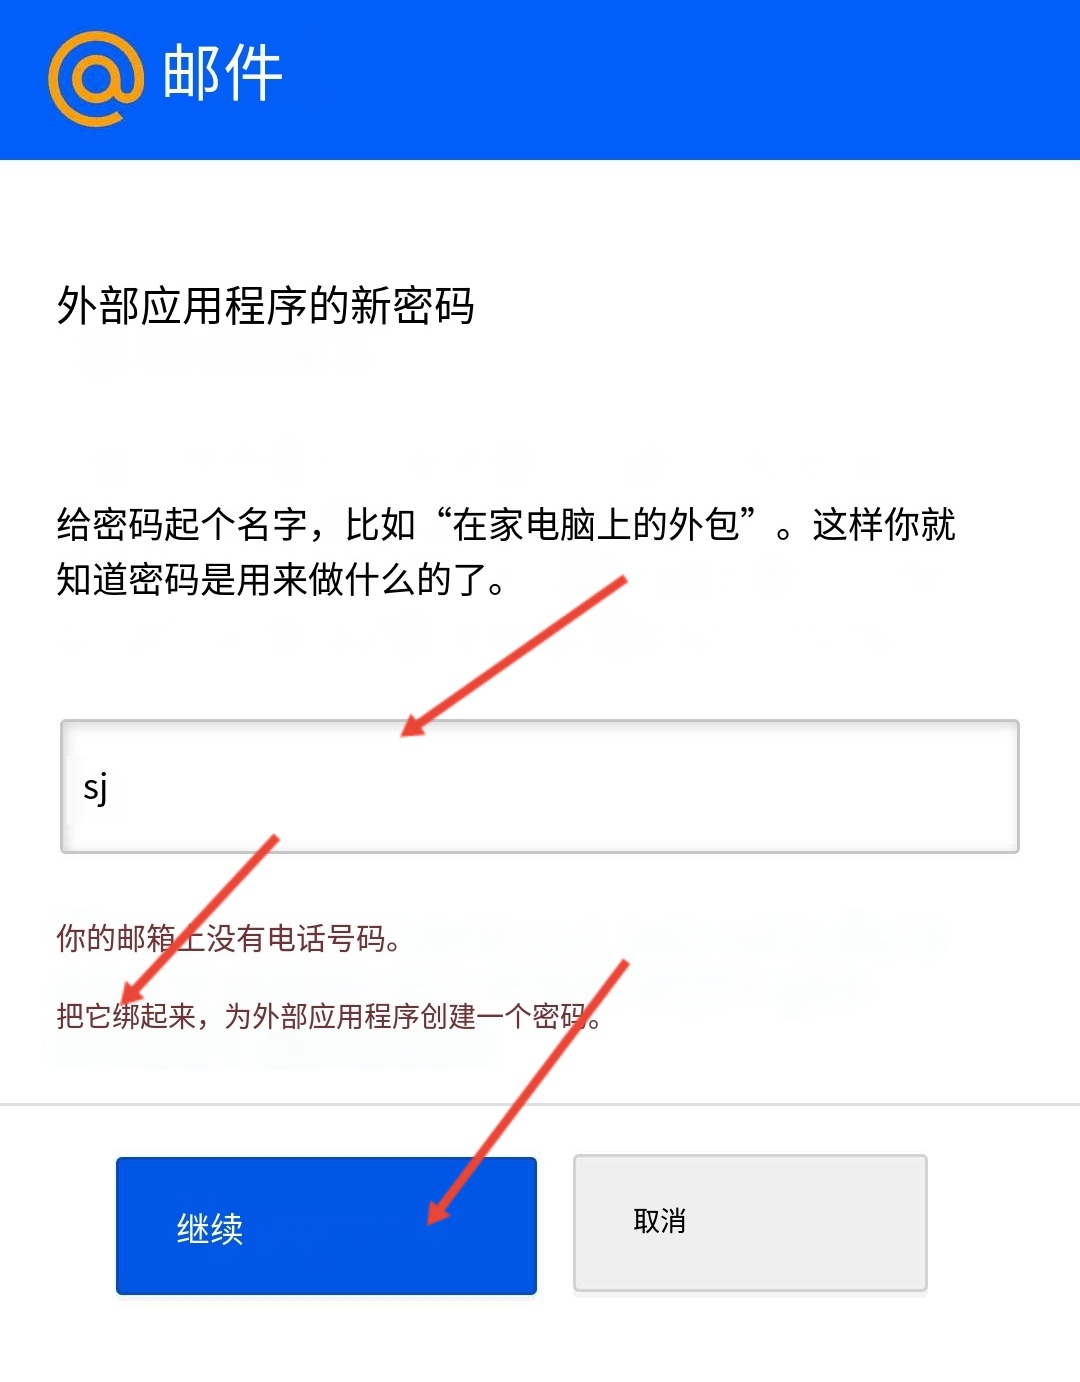 @ 邮件
外部应用程序的新密码
给密码起个名字，比如“在家电脑上的外包”。这样你就
知道密码是用来做什么的了。
sj
你的邮箱上没有电话号码。
把它绑起来，为外部应用程序创建一个密码。
继续
取消